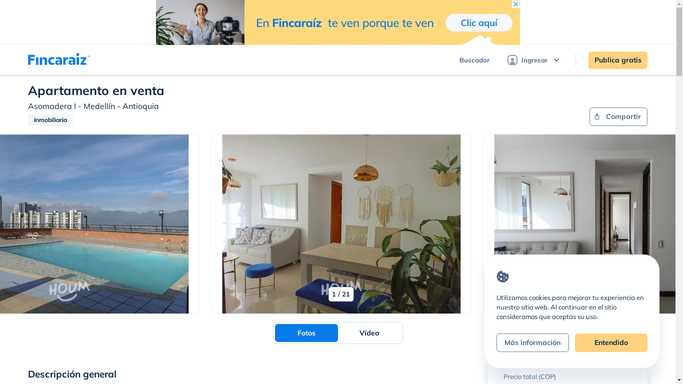 En Fincaraíz te ven porque te ven
Clic aquí
Fincaraíz
Buscador
Ingresar
Publica gratis
Apartamento en venta
Asomadera I - Medellín - Antioquia
Inmobiliaria
Compartir
HOUM
HOUM
1 / 21
Fotos
Vídeo
Utilizamos cookies para mejorar tu experiencia en
nuestro sitio web. Al continuar en el sitio
consideramos que aceptas su uso.
Más información
Entendido
Descripción general
Precio total (COP)